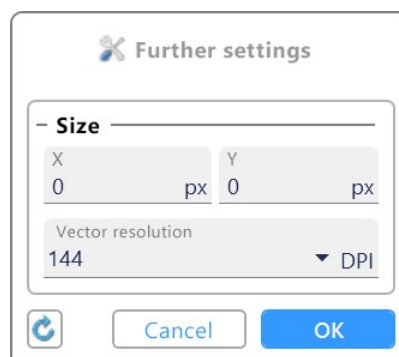 Further settings
Size
X Y
0 px 0 px
Vector resolution
144 DPI
Cancel OK